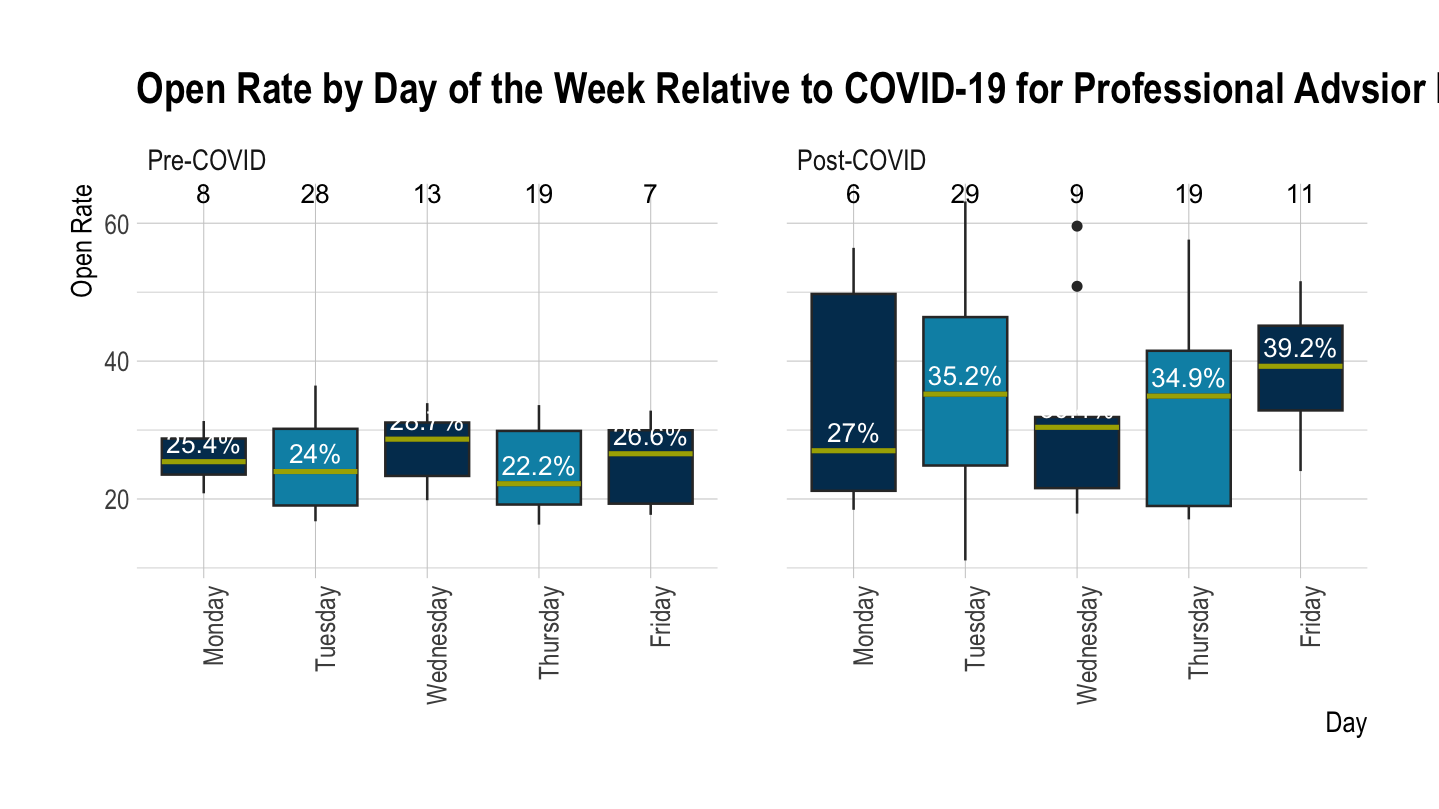 Open Rate by Day of the Week Relative to COVID-19 for Professional Advsior
Pre-COVID
Post-COVID
8 28 13 19 7
6 29 9 19 11
Open Rate
60
40
20
25.4% 24% 28.7% 22.2% 26.6%
27% 35.2% 34.9% 39.2%
Monday Tuesday Wednesday Thursday Friday
Monday Tuesday Wednesday Thursday Friday
Day